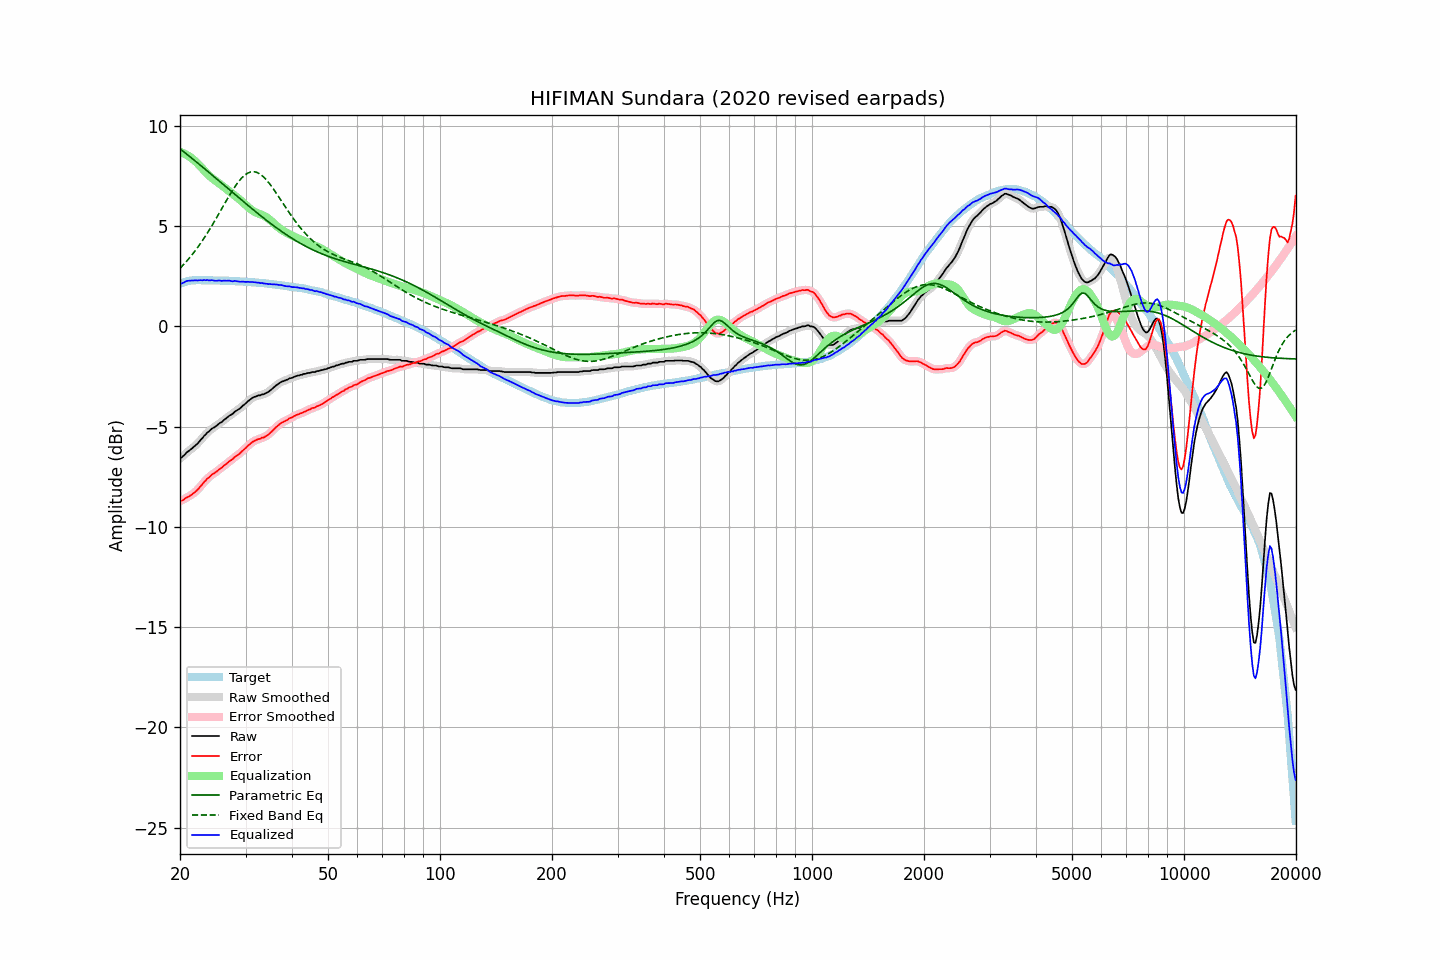 HIFIMAN Sundara (2020 revised earpads)
10
5
0
−5
−10
−15
−20
−25
Amplitude (dBr)
Target
Raw Smoothed
Error Smoothed
Raw
Error
Equalization
Parametric Eq
Fixed Band Eq
Equalized
20 50 100 200 500 1000 2000 5000 10000 20000
Frequency (Hz)